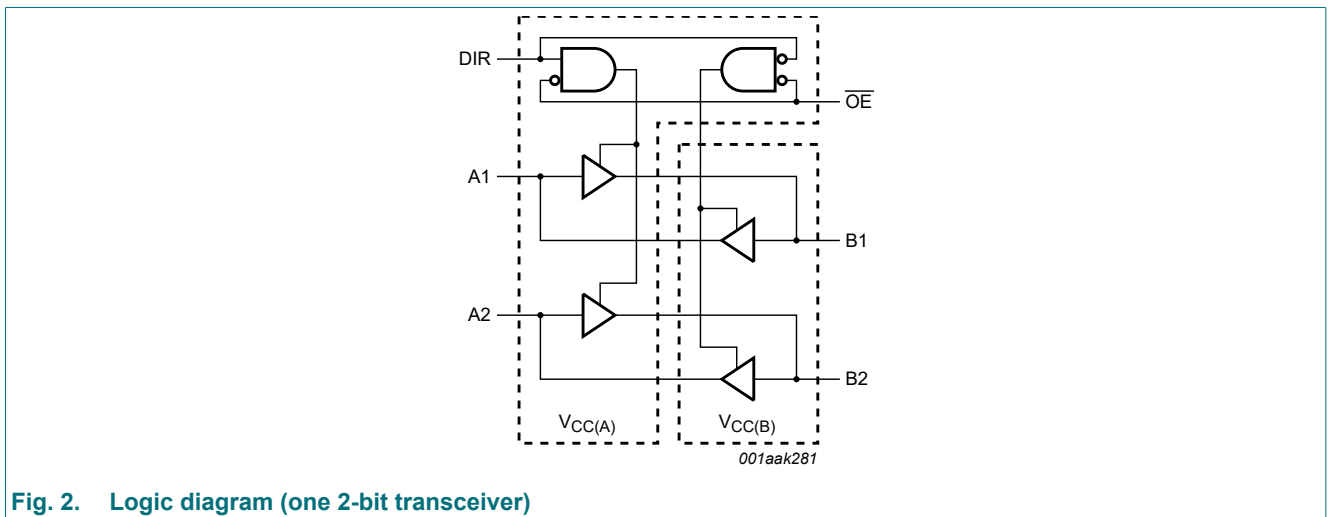 DIR
OE
A1
B1
A2
B2
VCC(A)
VCC(B)
001aak281
Fig. 2. Logic diagram (one 2-bit transceiver)